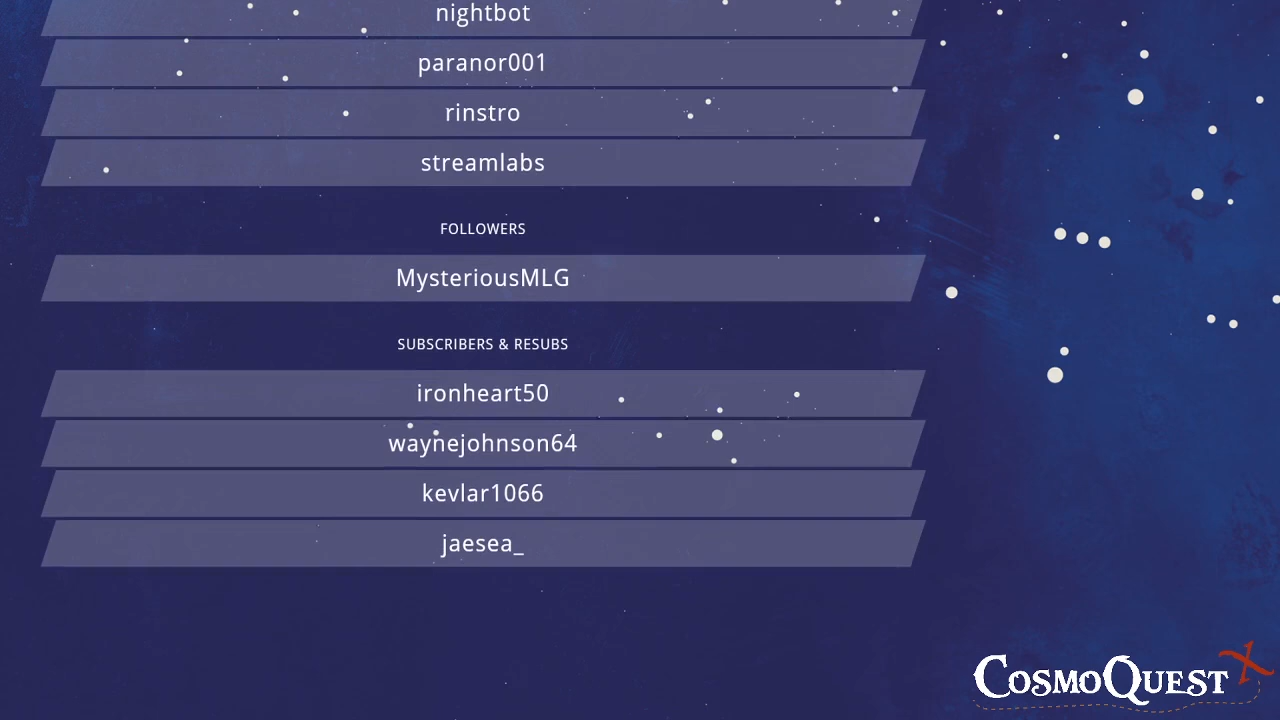 nightbot
paranor001
rinstro
streamlabs
FOLLOWERS
MysteriousMLG
SUBSCRIBERS & RESUBS
ironheart50
waynejohnson64
kevlar1066
jaesea_
COSMOQUEST X